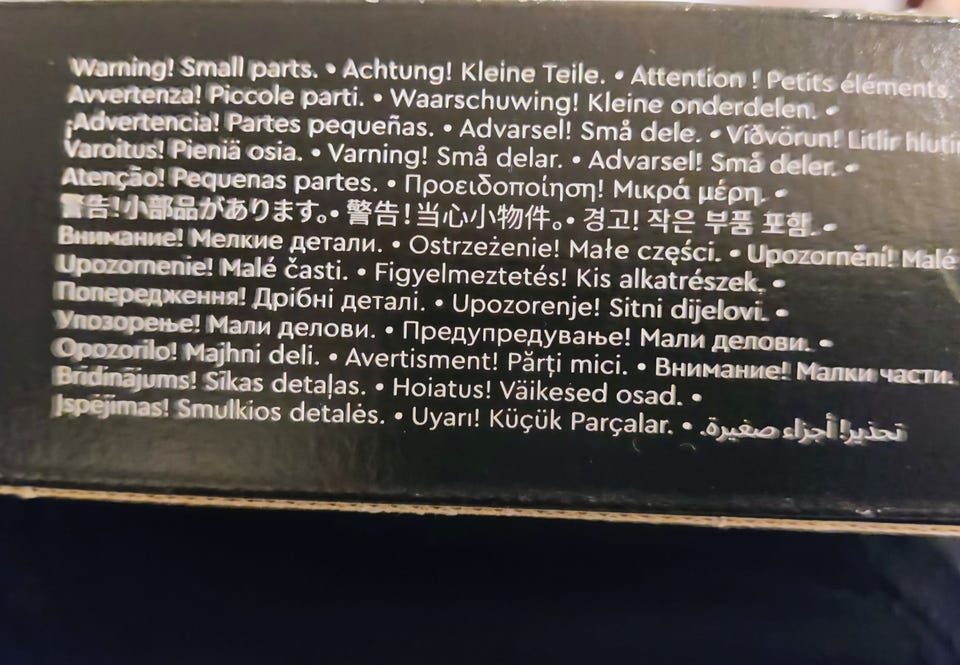 Warning! Small parts. • Achtung! Kleine Teile. • Attention ! Petits éléments.
Avvertenza! Piccole parti. • Waarschuwing! Kleine onderdelen. •
¡Advertencia! Partes pequeñas. • Advarsel! Små dele. • Viðvörun! Litlir hlutir
Varoitus! Pieniä osia. • Varning! Små delar. • Advarsel! Små deler. •
Atenção! Pequenas partes. • Προειδοποίηση! Μικρά μέρη. •
警告!小部品があります。• 警告!当心小物件。• 경고! 작은 부품 포함. •
Внимание! Мелкие детали. • Ostrzeżenie! Małe części. • Upozornění! Malé
Upozornenie! Malé časti. • Figyelmeztetés! Kis alkatrészek. •
Попередження! Дрібні деталі. • Upozorenje! Sitni dijelovi. •
Упозорење! Мали делови. • Предупредување! Мали делови. •
Opozorilo! Majhni deli. • Avertisment! Părți mici. • Внимание! Малки части.
Brīdinājums! Sīkas detaļas. • Hoiatus! Väikesed osad. •
Įspėjimas! Smulkios detalės. • Uyarı! Küçük Parçalar. • تحذير! أجزاء صغيرة.